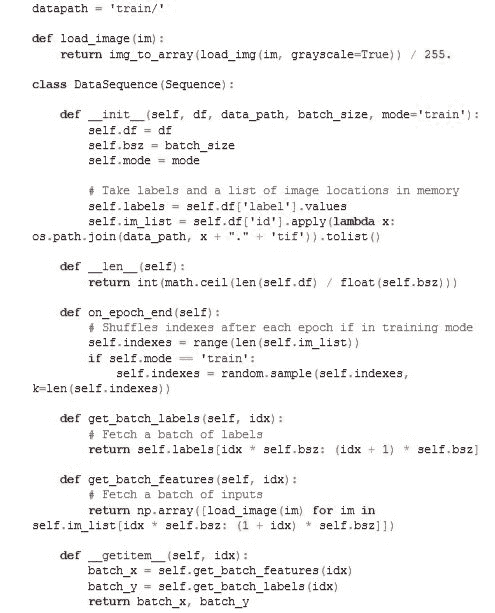 datapath = 'train/'
def load_image(im):
return img_to_array(load_img(im, grayscale=True)) / 255.
class DataSequence(Sequence):
def __init__(self, df, data_path, batch_size, mode='train'):
self.df = df
self.bsz = batch_size
self.mode = mode
# Take labels and a list of image locations in memory
self.labels = self.df['label'].values
self.im_list = self.df['id'].apply(lambda x:
os.path.join(data_path, x + "." + 'tif')).tolist()
def __len__(self):
return int(math.ceil(len(self.df) / float(self.bsz)))
def on_epoch_end(self):
# Shuffles indexes after each epoch if in training mode
self.indexes = range(len(self.im_list))
if self.mode == 'train':
self.indexes = random.sample(self.indexes,
k=len(self.indexes))
def get_batch_labels(self, idx):
# Fetch a batch of labels
return self.labels[idx * self.bsz: (idx + 1) * self.bsz]
def get_batch_features(self, idx):
# Fetch a batch of inputs
return np.array([load_image(im) for im in
self.im_list[idx * self.bsz: (1 + idx) * self.bsz]])
def __getitem__(self, idx):
batch_x = self.get_batch_features(idx)
batch_y = self.get_batch_labels(idx)
return batch_x, batch_y